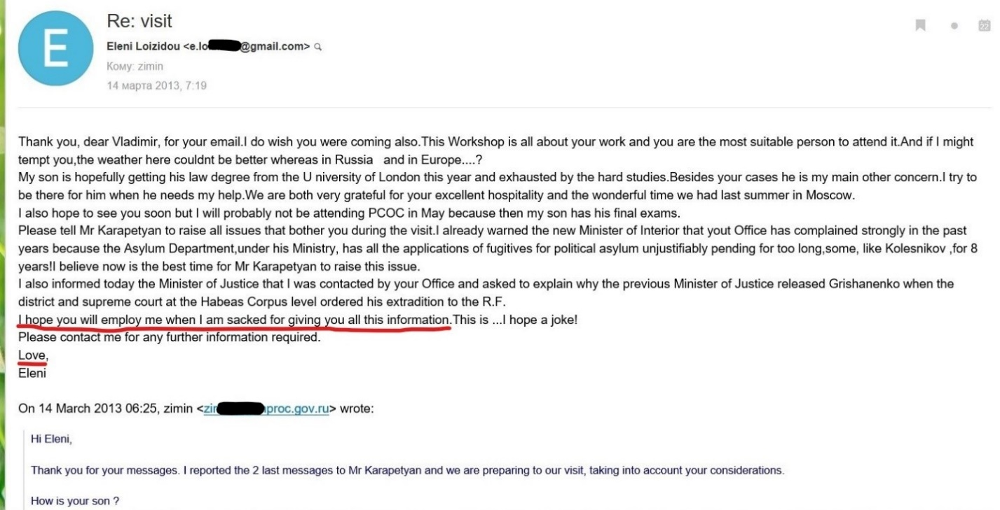 E
Re: visit
Eleni Loizidou <e.lo @gmail.com>
Кому: zimin
14 марта 2013, 7:19
22
Thank you, dear Vladimir, for your email.I do wish you were coming also.This Workshop is all about your work and you are the most suitable person to attend it.And if I might
tempt you,the weather here couldnt be better whereas in Russia and in Europe....?
My son is hopefully getting his law degree from the U niversity of London this year and exhausted by the hard studies.Besides your cases he is my main other concern.I try to
be there for him when he needs my help.We are both very grateful for your excellent hospitality and the wonderful time we had last summer in Moscow.
I also hope to see you soon but I will probably not be attending PCOC in May because then my son has his final exams.
Please tell Mr Karapetyan to raise all issues that bother you during the visit.I already warned the new Minister of Interior that yout Office has complained strongly in the past
years because the Asylum Department,under his Ministry, has all the applications of fugitives for political asylum unjustifiably pending for too long,some, like Kolesnikov ,for 8
years!I believe now is the best time for Mr Karapetyan to raise this issue.
I also informed today the Minister of Justice that I was contacted by your Office and asked to explain why the previous Minister of Justice released Grishanenko when the
district and supreme court at the Habeas Corpus level ordered his extradition to the R.F.
I hope you will employ me when I am sacked for giving you all this information.This is ...I hope a joke!
Please contact me for any further information required.
Love,
Eleni
On 14 March 2013 06:25, zimin <zi proc.gov.ru> wrote:
Hi Eleni,
Thank you for your messages. I reported the 2 last messages to Mr Karapetyan and we are preparing to our visit, taking into account your considerations.
How is your son ?